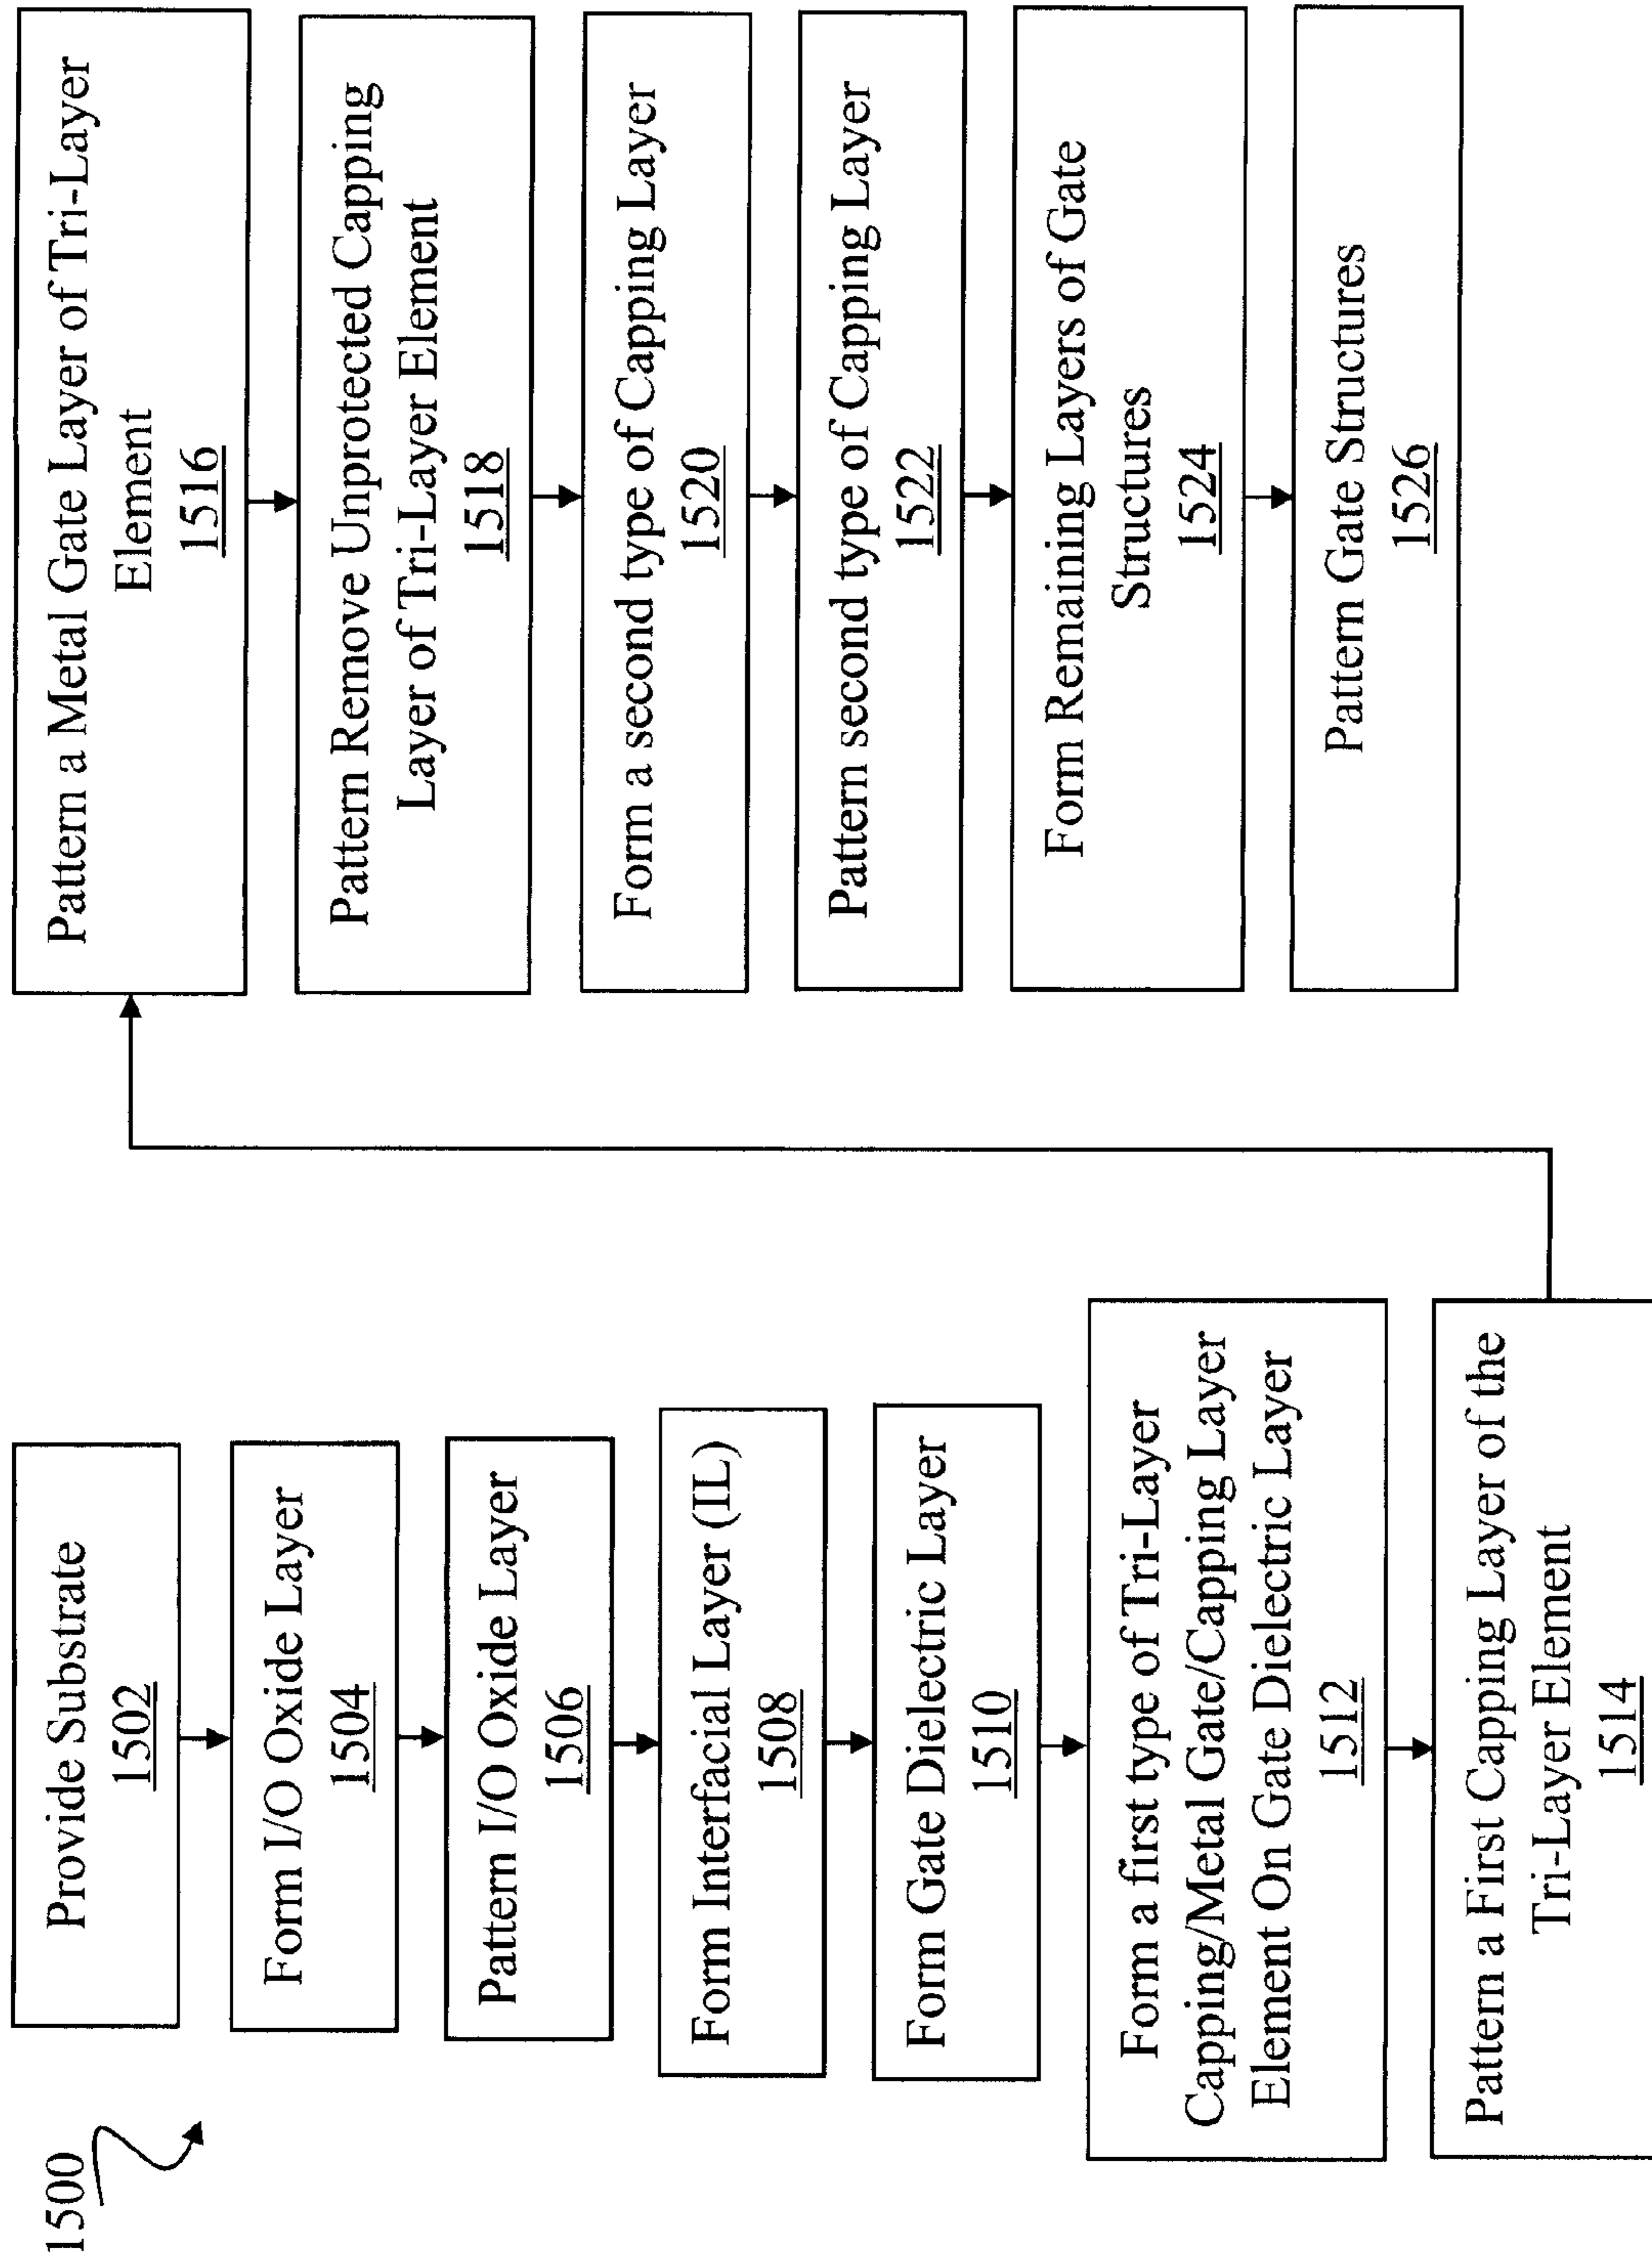 1500
Provide Substrate
1502
Form I/O Oxide Layer
1504
Pattern I/O Oxide Layer
1506
Form Interfacial Layer (IL)
1508
Form Gate Dielectric Layer
1510
Form a first type of Tri-Layer
Capping/Metal Gate/Capping Layer
Element On Gate Dielectric Layer
1512
Pattern a First Capping Layer of the
Tri-Layer Element
1514
Pattern a Metal Gate Layer of Tri-Layer
Element
1516
Pattern Remove Unprotected Capping
Layer of Tri-Layer Element
1518
Form a second type of Capping Layer
1520
Pattern second type of Capping Layer
1522
Form Remaining Layers of Gate
Structures
1524
Pattern Gate Structures
1526